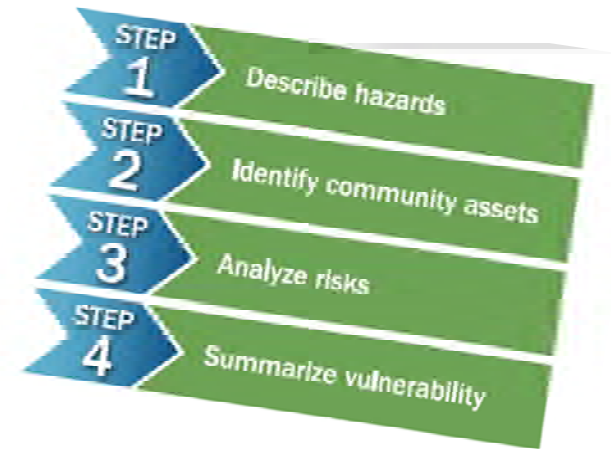 STEP
1
Describe hazards
STEP
2
Identify community assets
STEP
3
Analyze risks
STEP
4
Summarize vulnerability